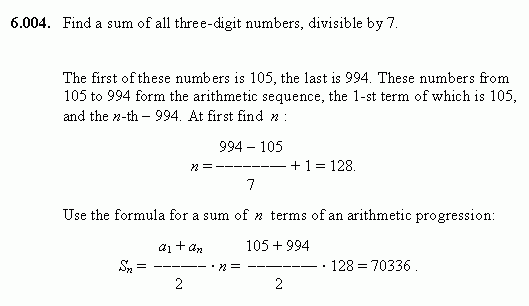 6.004. Find a sum of all three-digit numbers, divisible by 7.
The first of these numbers is 105, the last is 994. These numbers from
105 to 994 form the arithmetic sequence, the 1-st term of which is 105,
and the n-th – 994. At first find n :
994 – 105
n = –––––––– + 1 = 128.
7
Use the formula for a sum of n terms of an arithmetic progression:
a1 + an 105 + 994
Sn = –––––– · n = –––––––– · 128 = 70336 .
2 2